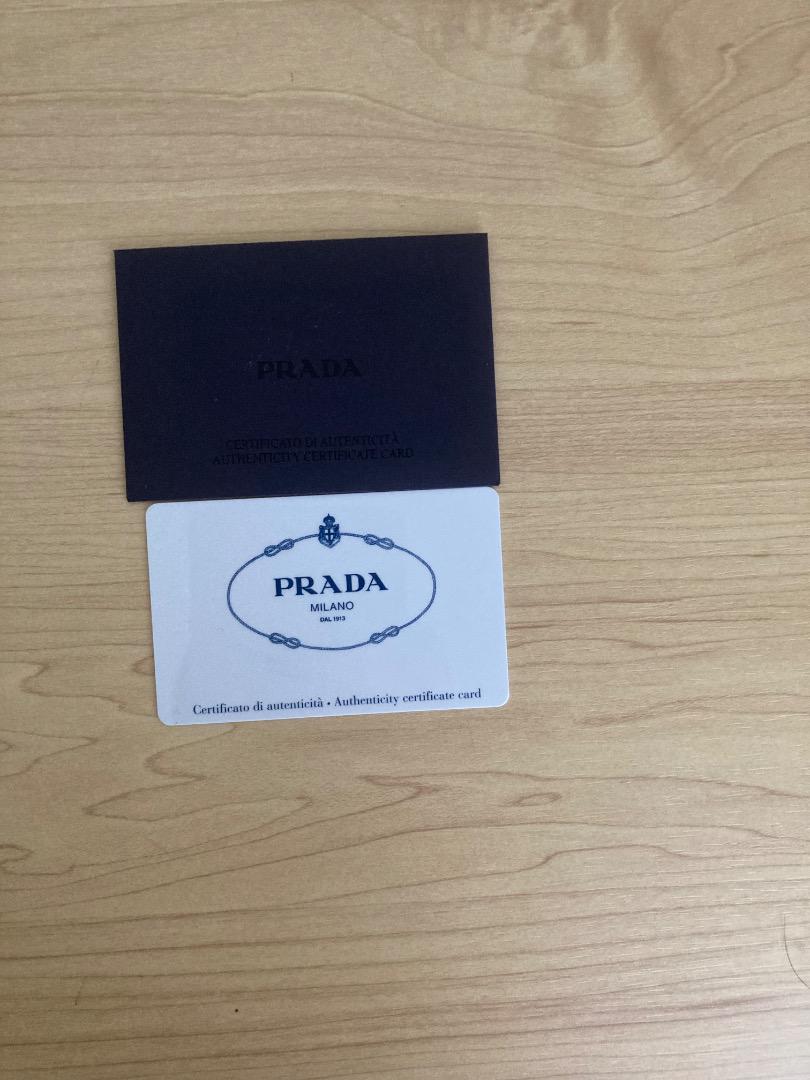 PRADA
CERTIFICATO DI AUTENTICITÀ
AUTHENTICITY CERTIFICATE CARD
PRADA
MILANO
DAL 1913
Certificato di autenticità • Authenticity certificate card